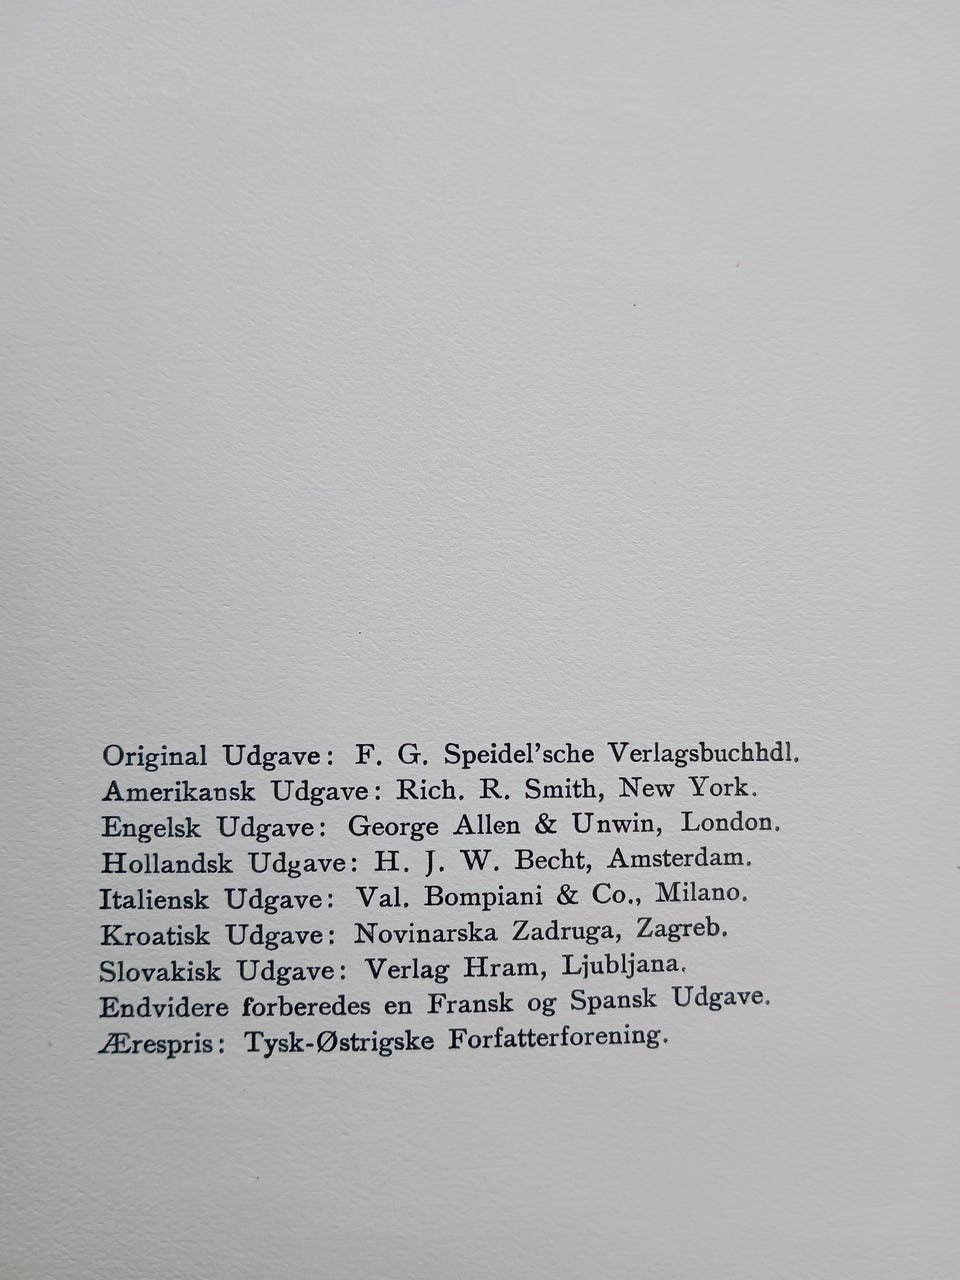 Original Udgave: F. G. Speidel'sche Verlagsbuchhdl.
Amerikansk Udgave: Rich. R. Smith, New York.
Engelsk Udgave: George Allen & Unwin, London.
Hollandsk Udgave: H. J. W. Becht, Amsterdam.
Italiensk Udgave: Val. Bompiani & Co., Milano.
Kroatisk Udgave: Novinarska Zadruga, Zagreb.
Slovakisk Udgave: Verlag Hram, Ljubljana.
Endvidere forberedes en Fransk og Spansk Udgave.
Ærespris: Tysk-Østrigske Forfatterforening.